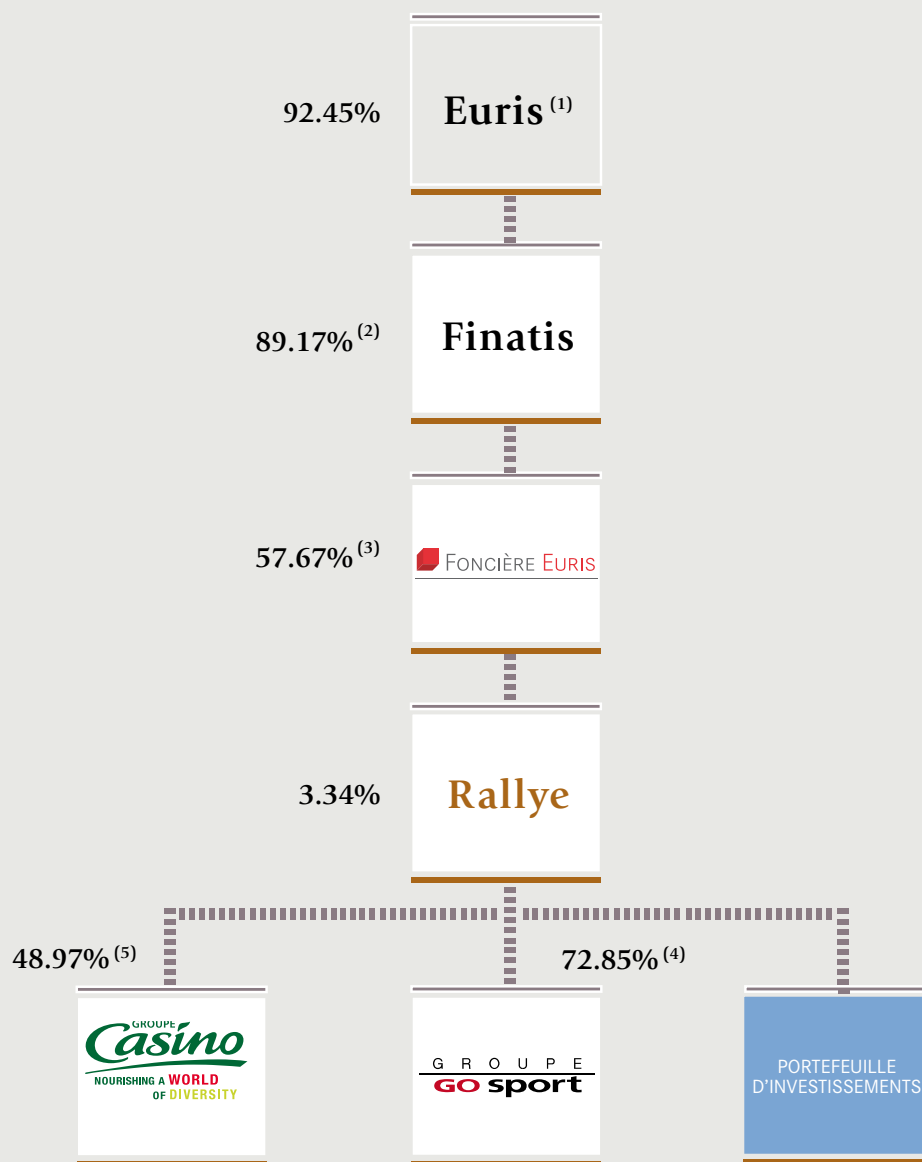 92.45%
Euris (1)
89.17% (2)
Finatis
57.67% (3)
FONCIÈRE EURIS
3.34%
Rallye
48.97% (5)
72.85% (4)
GROUPE
Casino
NOURISHING A WORLD
OF DIVERSITY
GROUPE
GO sport
PORTEFEUILLE
D'INVESTISSEMENTS